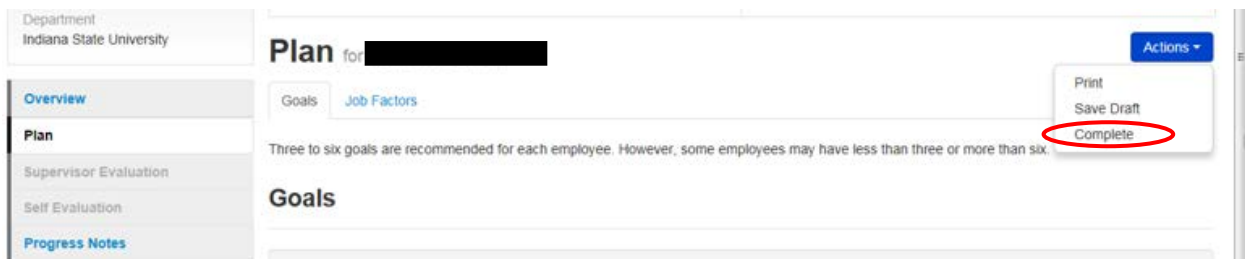 Department
Indiana State University
Overview
Plan
Supervisor Evaluation
Self Evaluation
Progress Notes
Plan for
Actions
Print
Save Draft
Complete
Goals Job Factors
Three to six goals are recommended for each employee. However, some employees may have less than three or more than six.
Goals